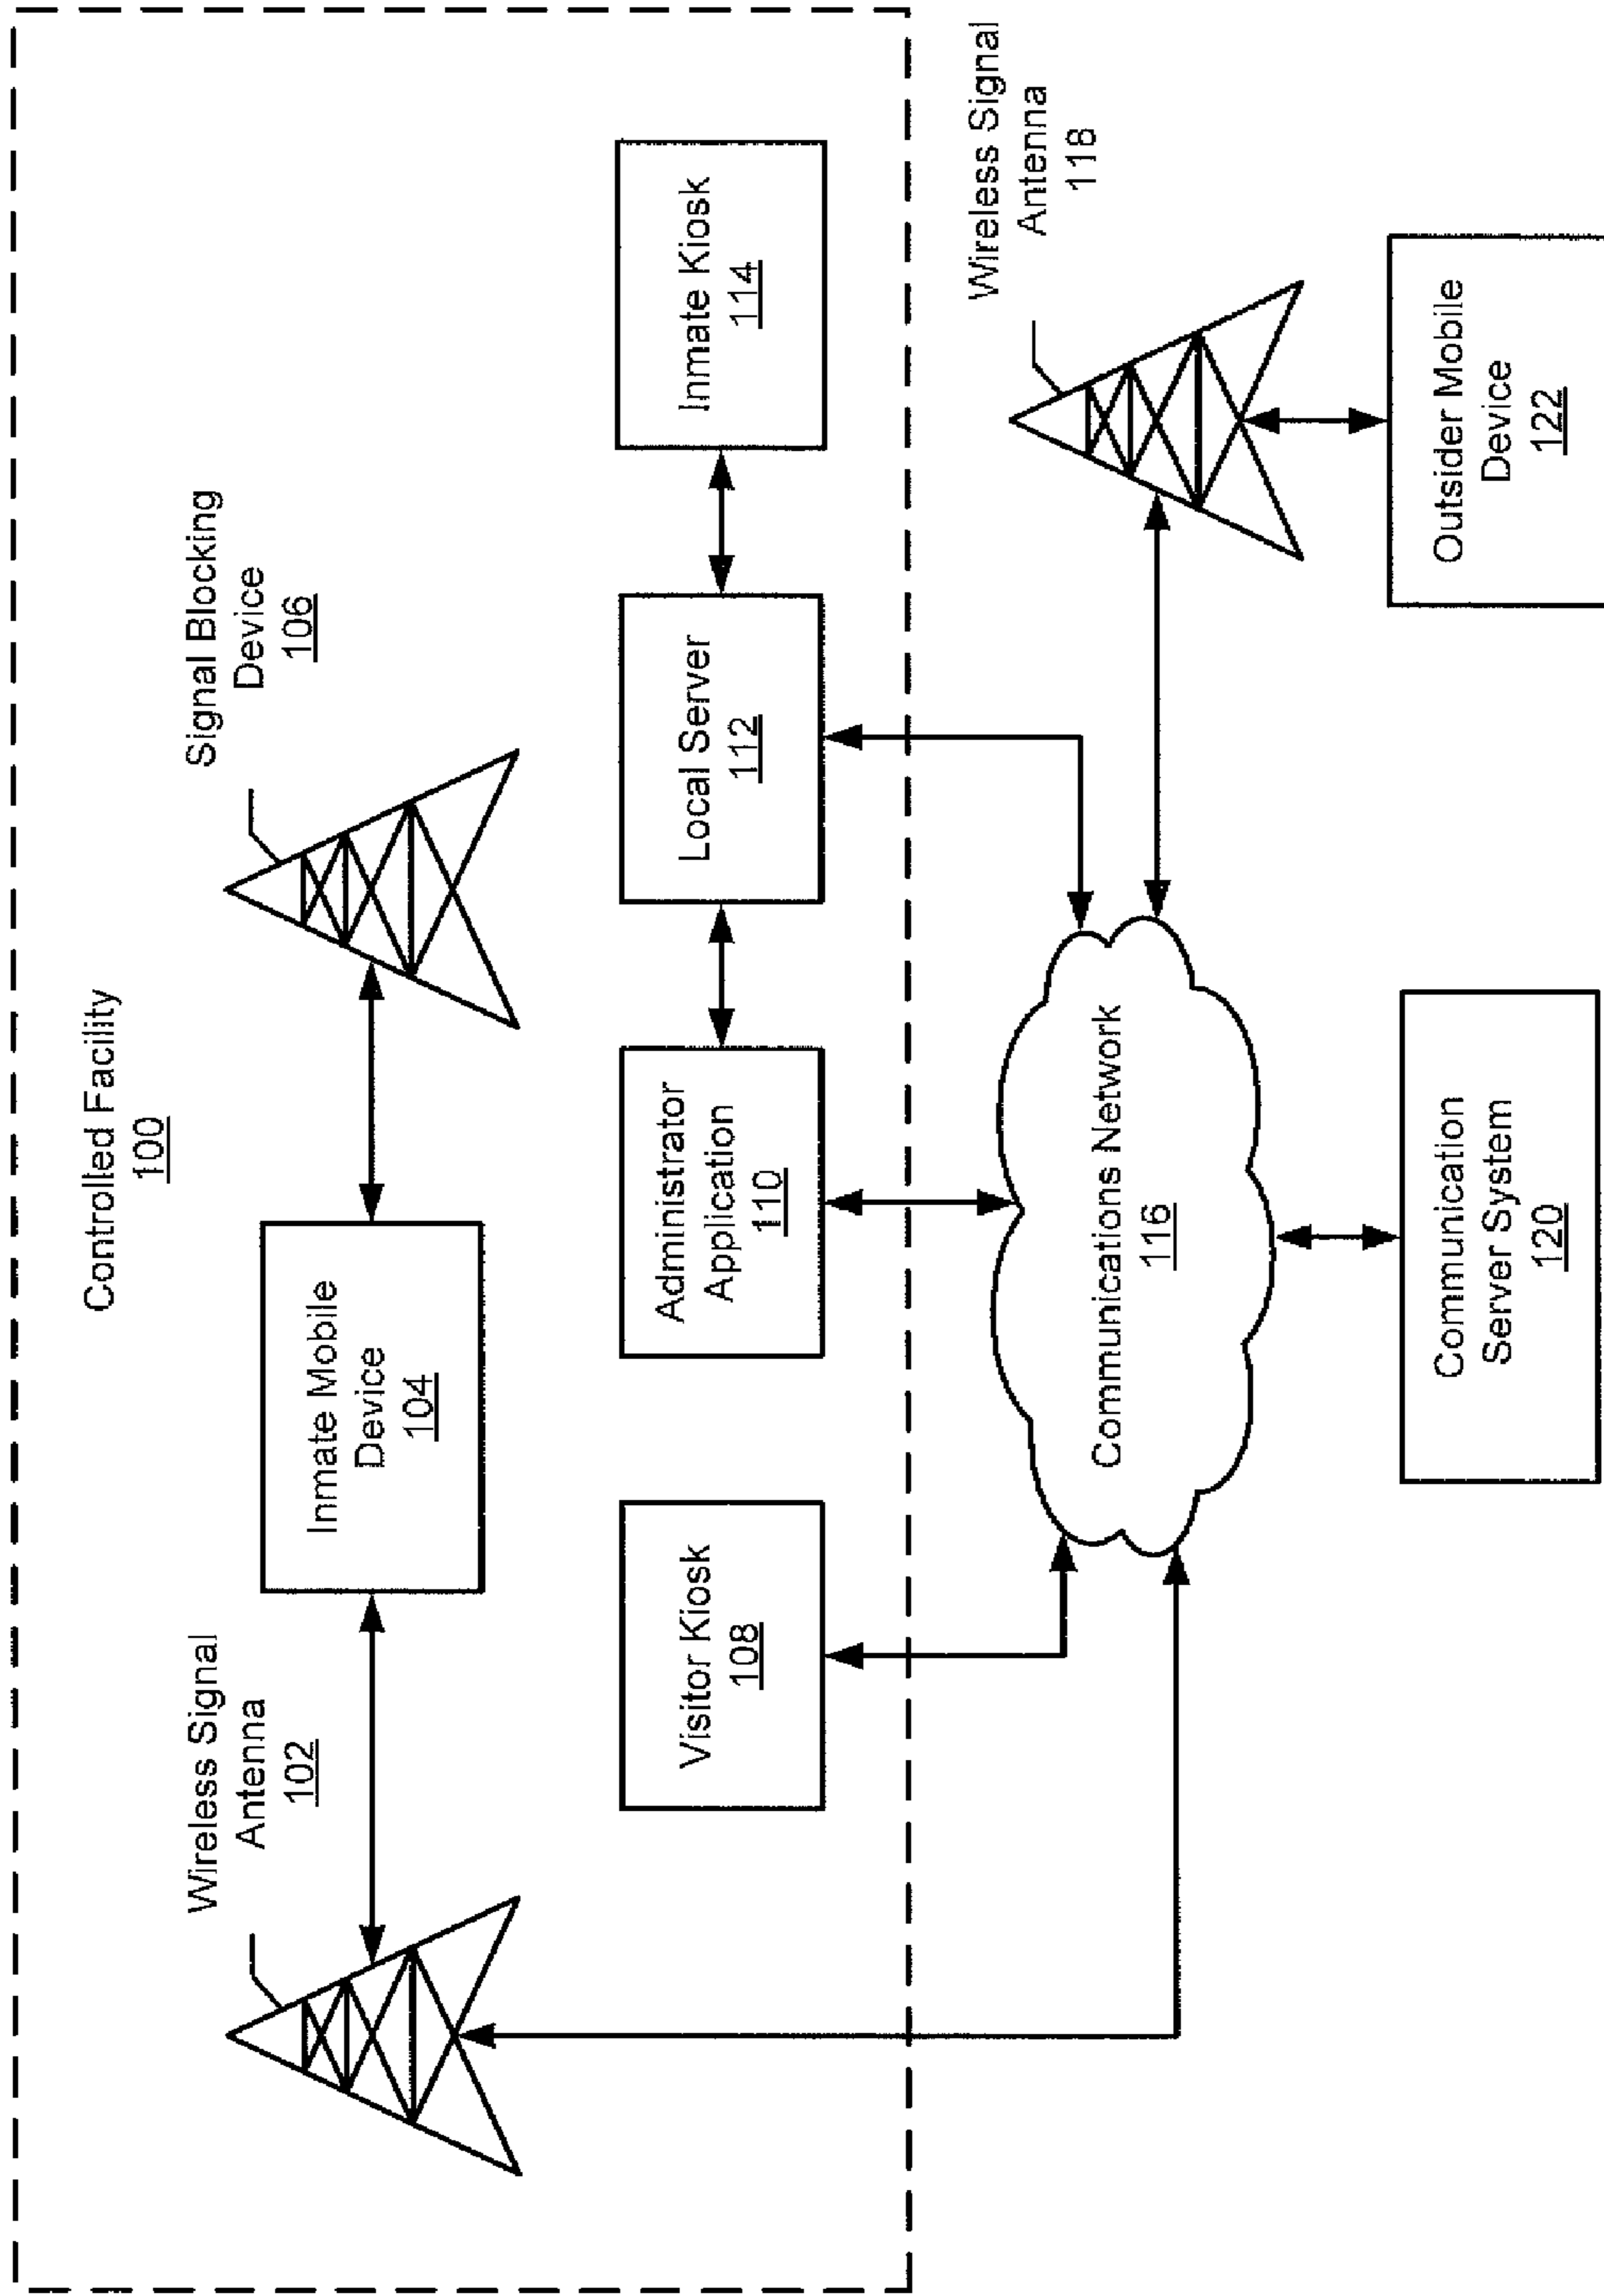 Controlled Facility
100
Wireless Signal
Antenna
102
Inmate Mobile
Device
104
Signal Blocking
Device
106
Visitor Kiosk
108
Administrator
Application
110
Local Server
112
Inmate Kiosk
114
Communications Network
116
Wireless Signal
Antenna
118
Communication
Server System
120
Outsider Mobile
Device
122